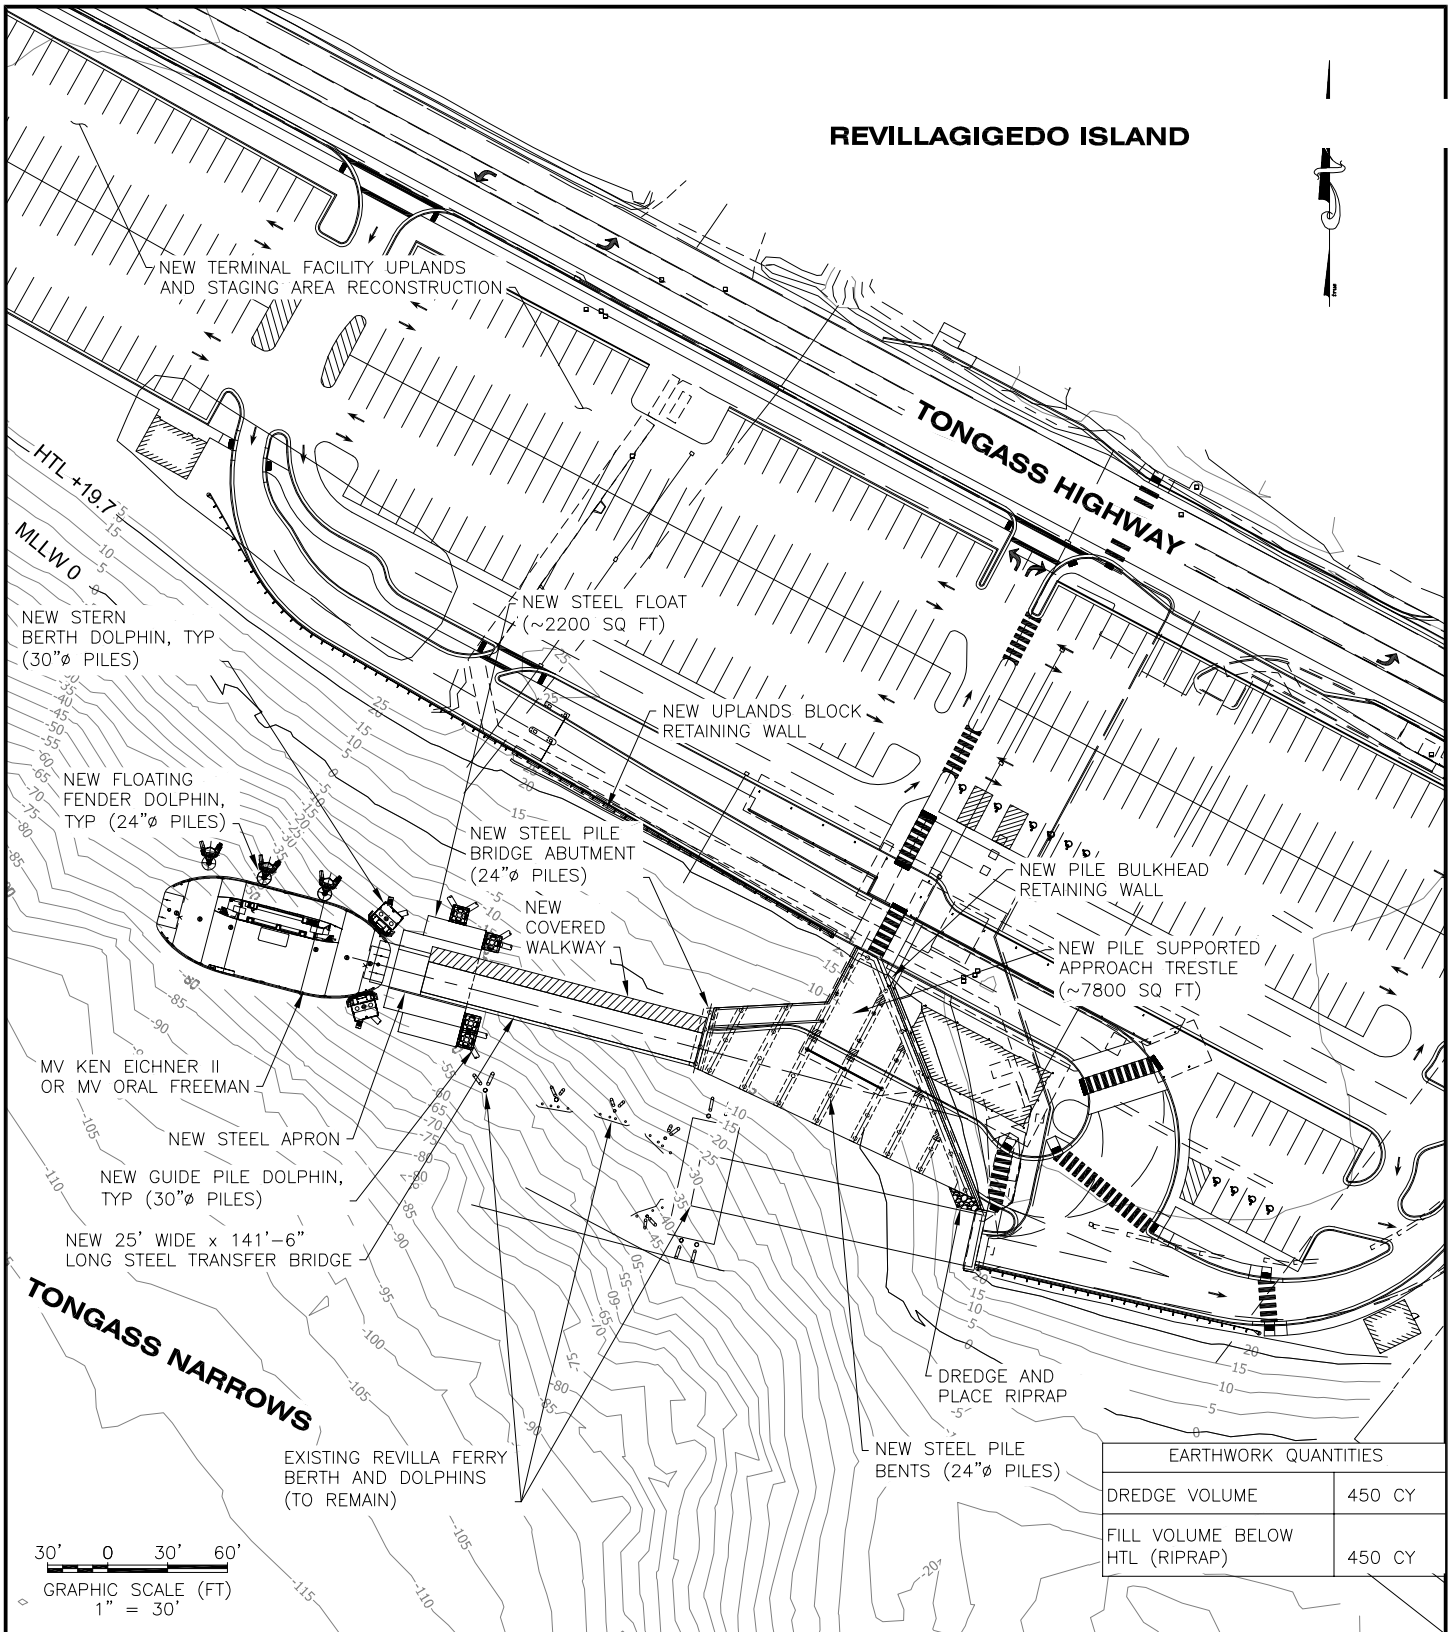 REVILLAGIGEDO ISLAND
NEW TERMINAL FACILITY UPLANDS
AND STAGING AREA RECONSTRUCTION
TONGASS HIGHWAY
HTL +19.7
MLLW 0
NEW STERN
BERTH DOLPHIN, TYP
(30"ø PILES)
NEW STEEL FLOAT
(~2200 SQ FT)
NEW UPLANDS BLOCK
RETAINING WALL
NEW FLOATING
FENDER DOLPHIN,
TYP (24"ø PILES)
NEW STEEL PILE
BRIDGE ABUTMENT
(24"ø PILES)
NEW
COVERED
WALKWAY
NEW PILE BULKHEAD
RETAINING WALL
NEW PILE SUPPORTED
APPROACH TRESTLE
(~7800 SQ FT)
MV KEN EICHNER II
OR MV ORAL FREEMAN
NEW STEEL APRON
NEW GUIDE PILE DOLPHIN,
TYP (30"ø PILES)
NEW 25' WIDE x 141'-6"
LONG STEEL TRANSFER BRIDGE
TONGASS NARROWS
EXISTING REVILLA FERRY
BERTH AND DOLPHINS
(TO REMAIN)
DREDGE AND
PLACE RIPRAP
NEW STEEL PILE
BENTS (24"ø PILES)
EARTHWORK QUANTITIES
DREDGE VOLUME 450 CY
FILL VOLUME BELOW
HTL (RIPRAP) 450 CY
30' 0 30' 60'
GRAPHIC SCALE (FT)
1" = 30'